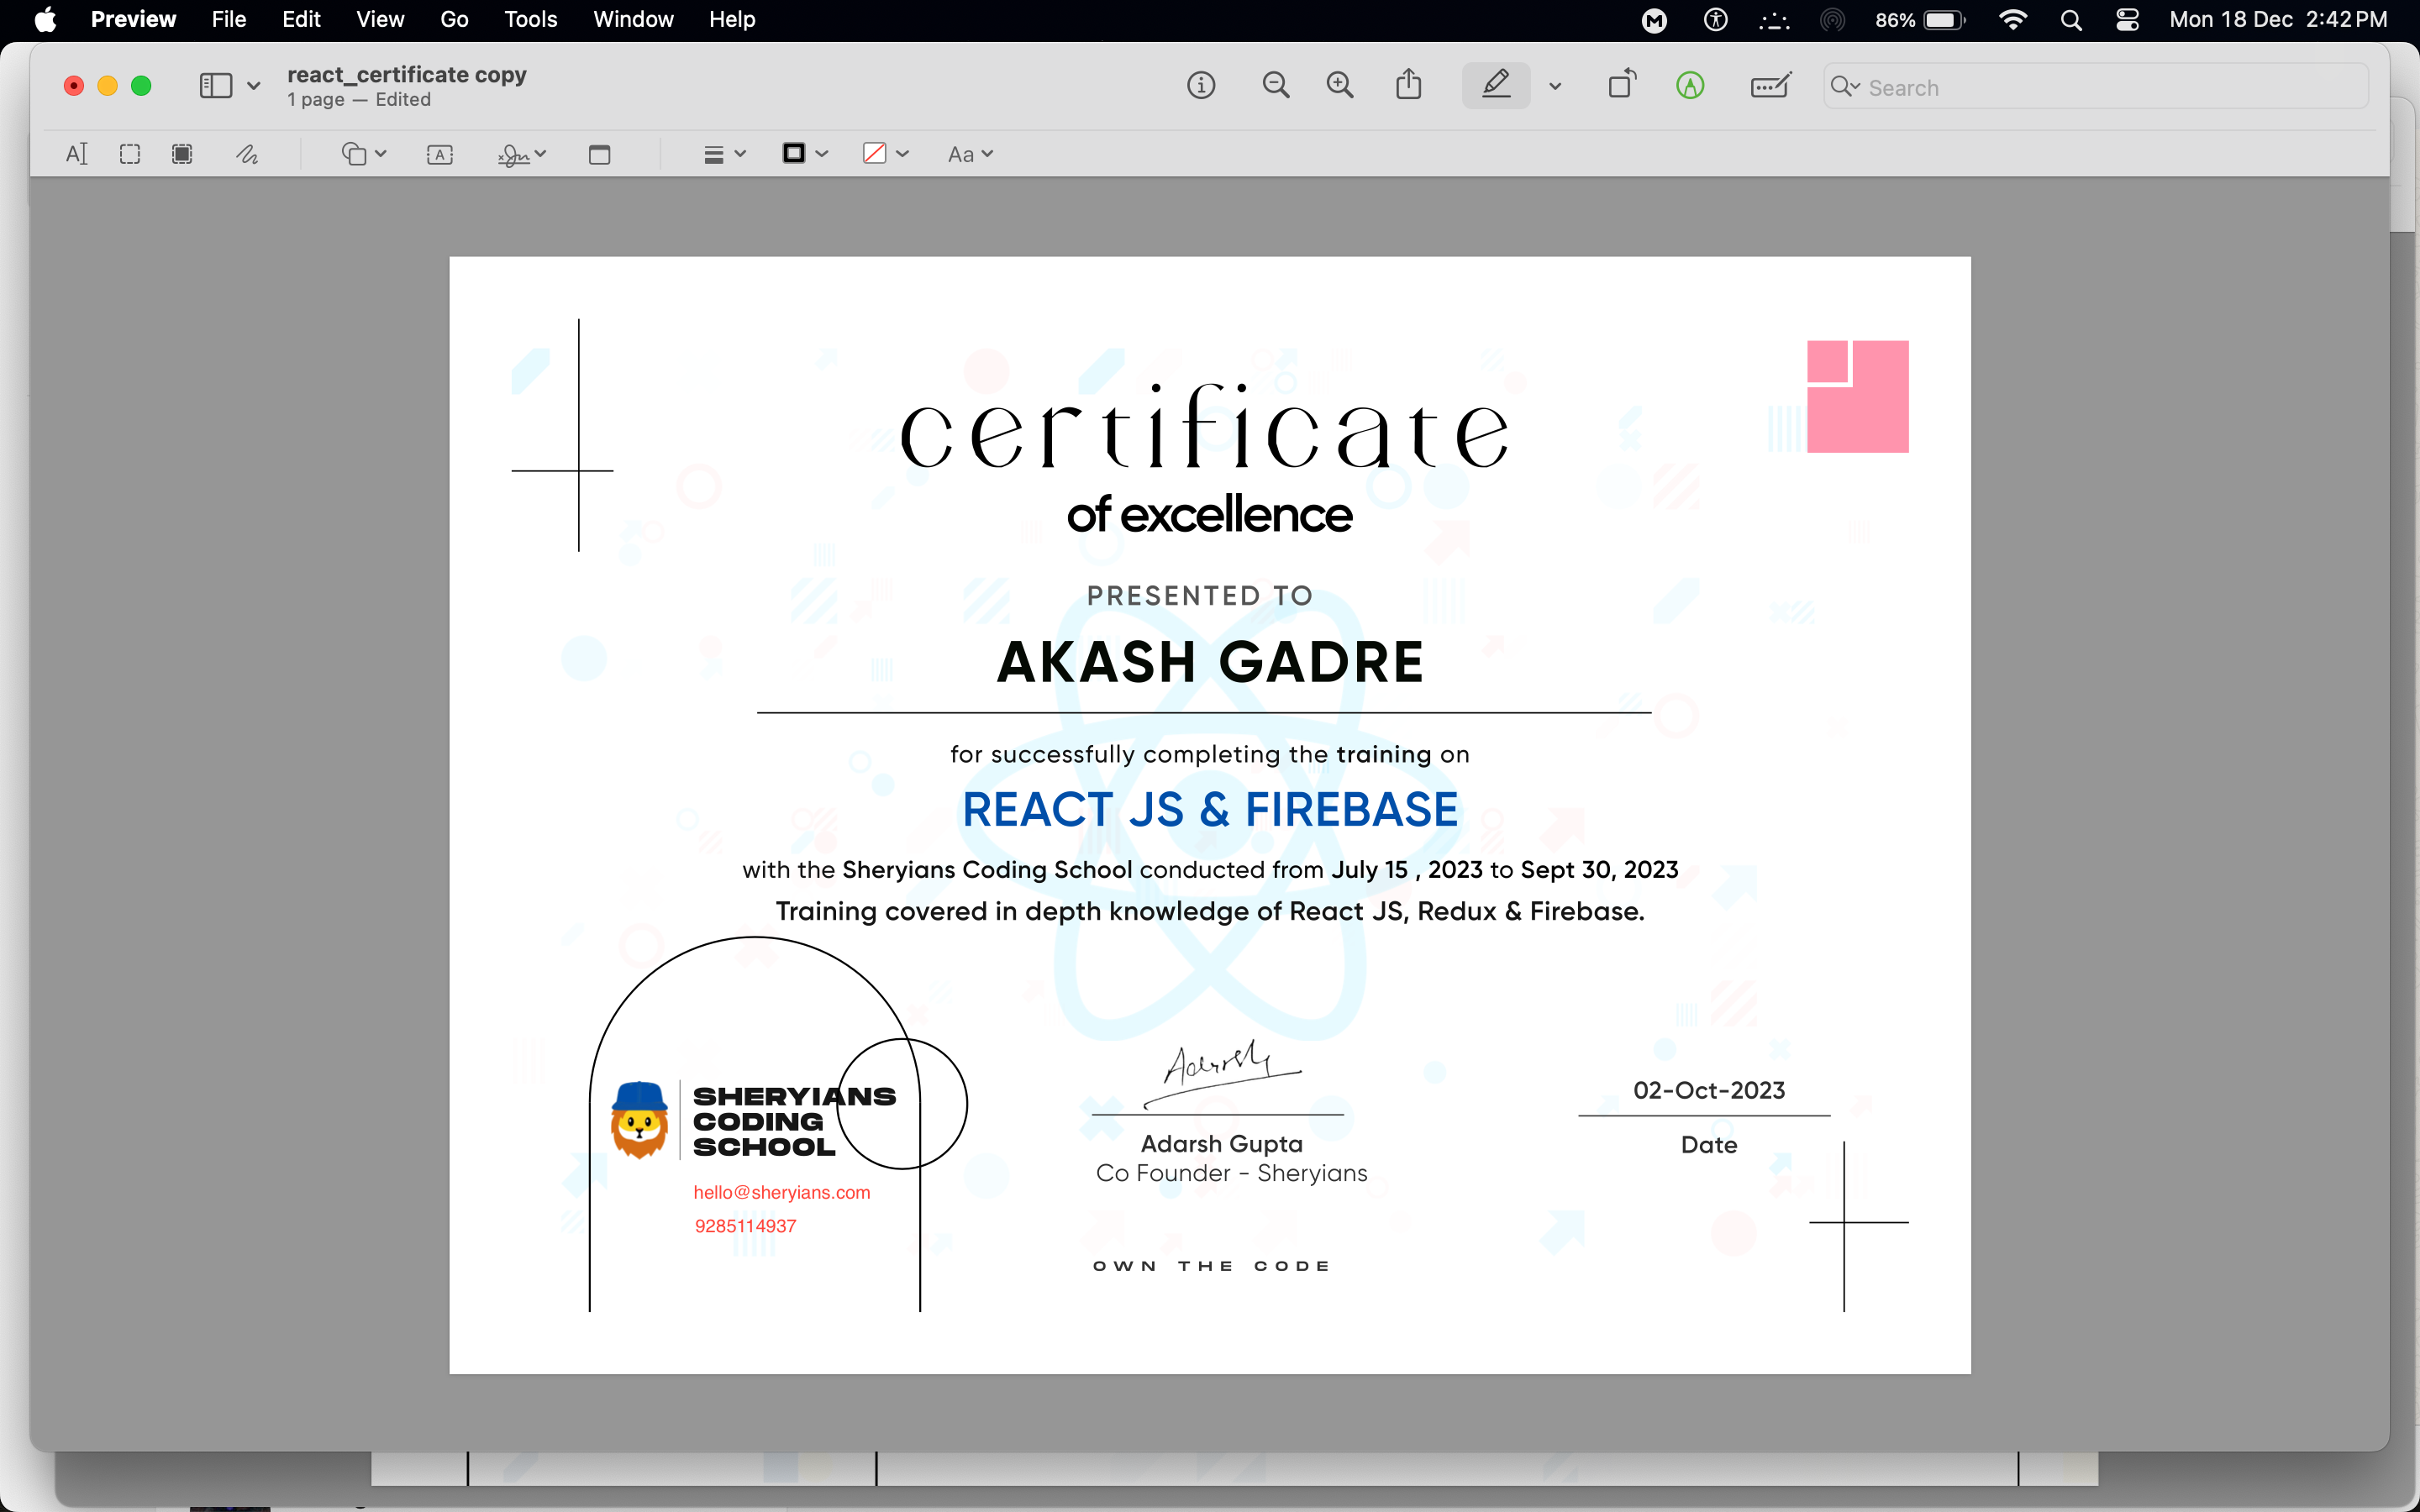 Preview File Edit View Go Tools Window Help 86% Mon 18 Dec 2:42 PM
react_certificate copy
1 page — Edited
Search
Aa
certificate
of excellence
PRESENTED TO
AKASH GADRE
for successfully completing the training on
REACT JS & FIREBASE
with the Sheryians Coding School conducted from July 15 , 2023 to Sept 30, 2023
Training covered in depth knowledge of React JS, Redux & Firebase.
SHERYIANS
CODING
SCHOOL
hello@sheryians.com
9285114937
Adarsh
Adarsh Gupta
Co Founder - Sheryians
02-Oct-2023
Date
OWN THE CODE